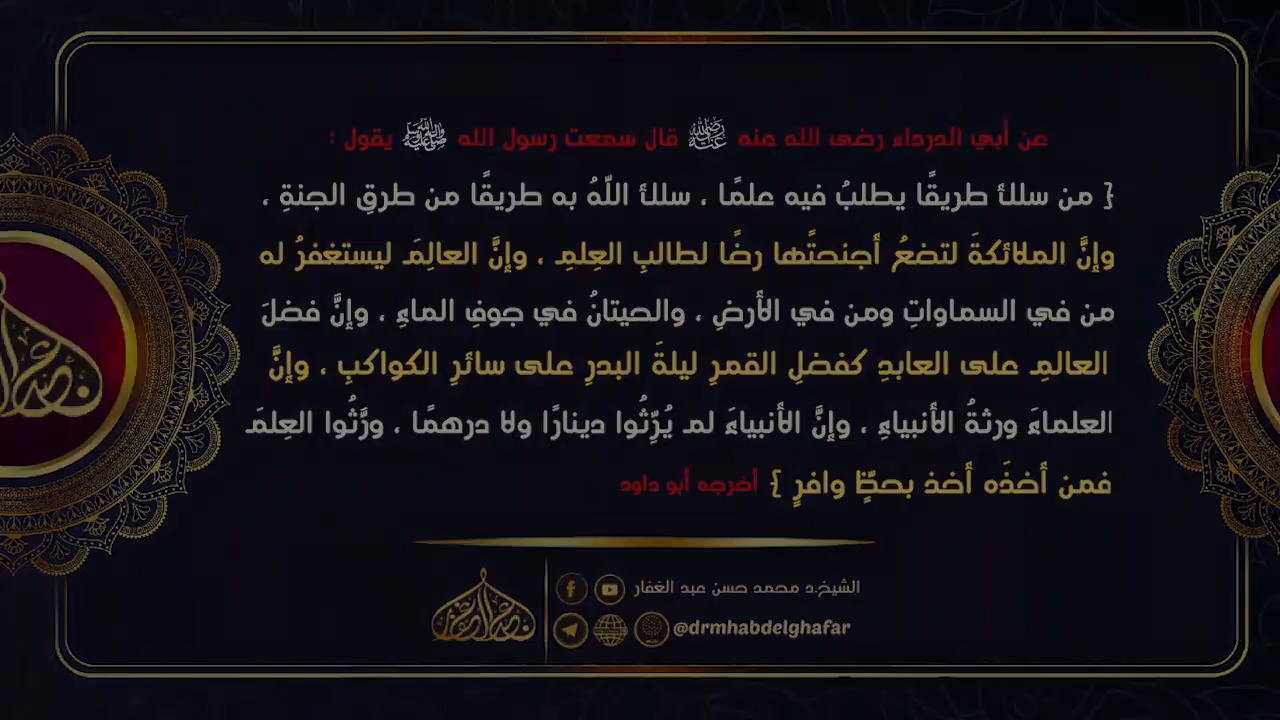 عن أبي الدرداء رضى الله عنه ﵁ قال سمعت رسول الله ﷺ يقول :
{ من سلك طريقًا يطلبُ فيه علمًا ، سلك اللّهُ به طريقًا من طرقِ الجنةِ ،
وإنَّ الملائكةَ لتضعُ أجنحتَها رضًا لطالبِ العِلمِ ، وإنَّ العالِمَ ليستغفرُ له
من في السماواتِ ومن في الأرضِ ، والحيتانُ في جوفِ الماءِ ، وإنَّ فضلَ
العالمِ على العابدِ كفضلِ القمرِ ليلةَ البدرِ على سائرِ الكواكبِ ، وإنَّ
العلماءَ ورثةُ الأنبياءِ ، وإنَّ الأنبياءَ لم يُورِّثُوا دينارًا ولا درهمًا ، ورَّثُوا العِلمَ
فمن أخذَه أخذ بحظٍّ وافرٍ } أخرجه أبو داود
الشيخ.د محمد حسن عبد الغفار
@drmhabdelghafar